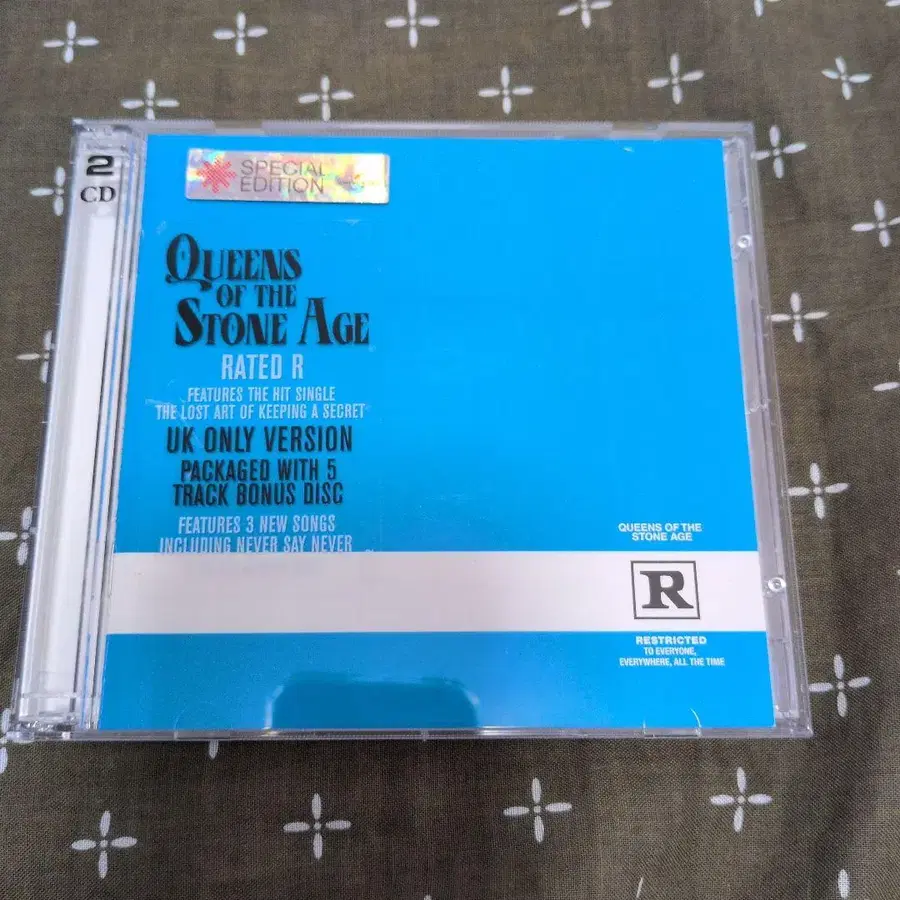 2
CD
SPECIAL
EDITION
QUEENS
OF THE
STONE AGE
RATED R
FEATURES THE HIT SINGLE
THE LOST ART OF KEEPING A SECRET
UK ONLY VERSION
PACKAGED WITH 5
TRACK BONUS DISC
FEATURES 3 NEW SONGS
INCLUDING NEVER SAY NEVER
QUEENS OF THE
STONE AGE
R
RESTRICTED
TO EVERYONE,
EVERYWHERE, ALL THE TIME